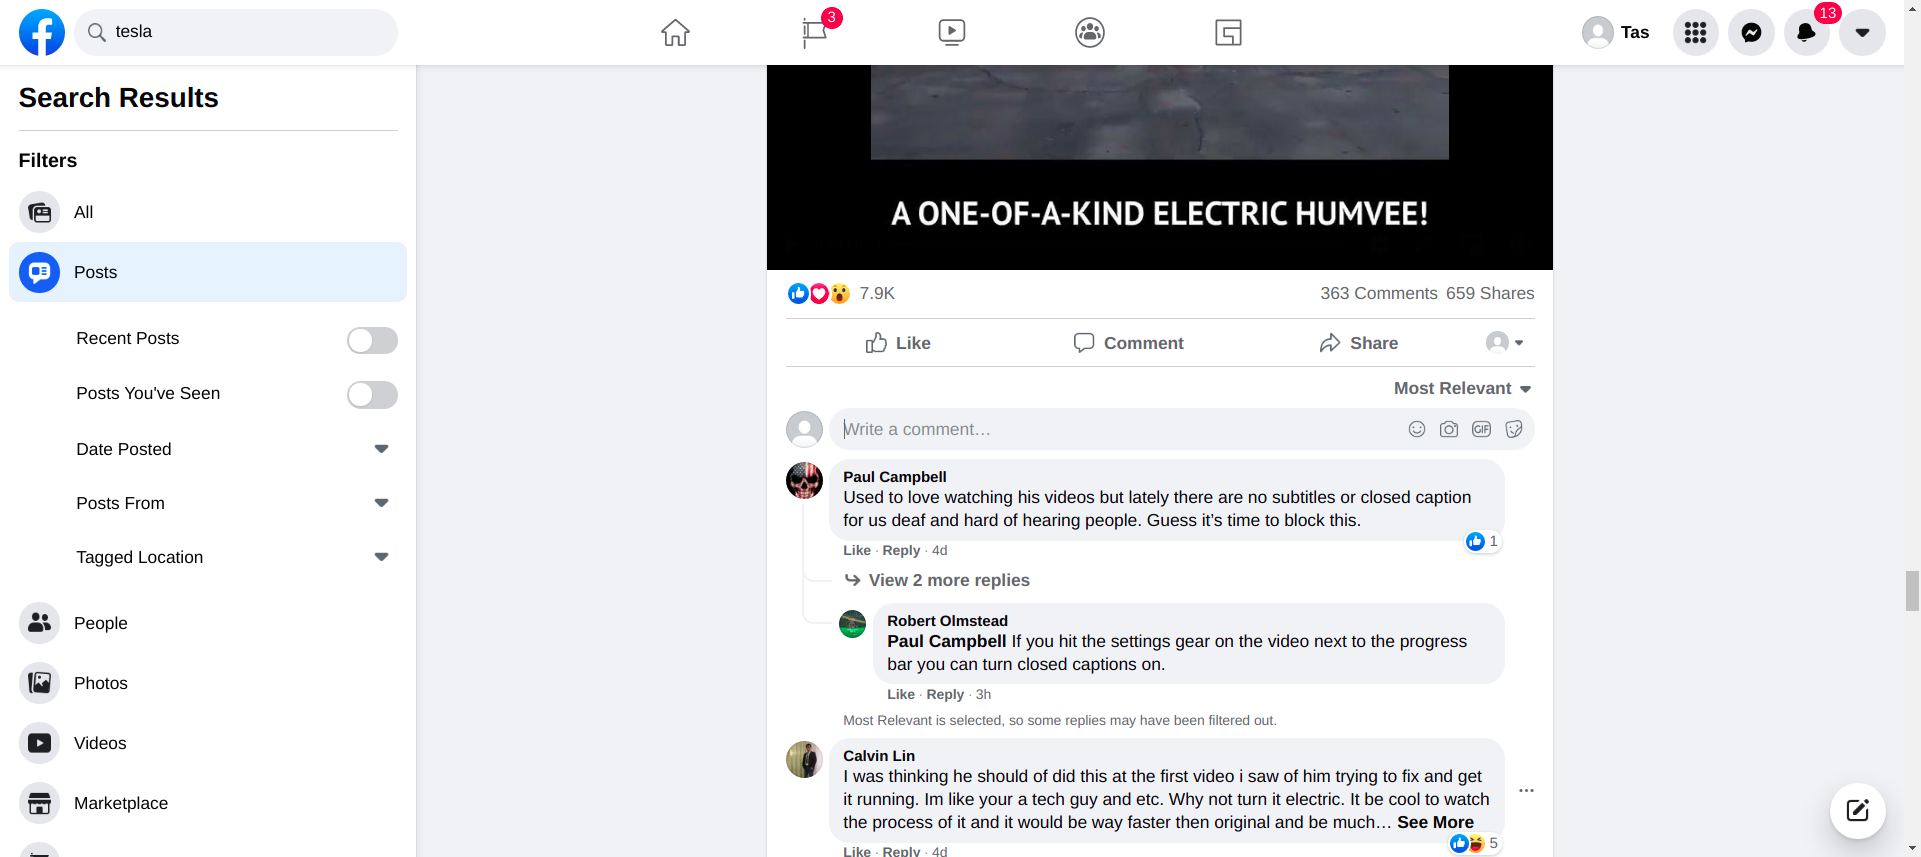 tesla
3
Tas
13
Search Results
Filters
All
Posts
Recent Posts
Posts You've Seen
Date Posted
Posts From
Tagged Location
People
Photos
Videos
Marketplace
A ONE-OF-A-KIND ELECTRIC HUMVEE!
7.9K
363 Comments 659 Shares
Like
Comment
Share
Most Relevant
Write a comment…
GIF
Paul Campbell
Used to love watching his videos but lately there are no subtitles or closed caption
for us deaf and hard of hearing people. Guess it’s time to block this.
1
Like · Reply · 4d
View 2 more replies
Robert Olmstead
Paul Campbell If you hit the settings gear on the video next to the progress
bar you can turn closed captions on.
Like · Reply · 3h
Most Relevant is selected, so some replies may have been filtered out.
Calvin Lin
I was thinking he should of did this at the first video i saw of him trying to fix and get
it running. Im like your a tech guy and etc. Why not turn it electric. It be cool to watch
the process of it and it would be way faster then original and be much… See More
5
Like · Reply · 4d